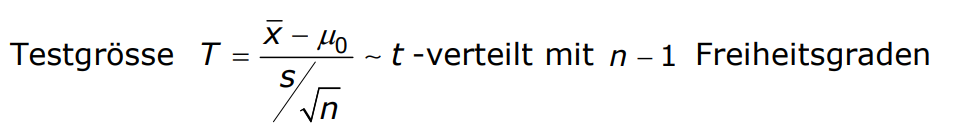 Testgrösse T = (x̄ − μ₀) / (s/√n) ~ t -verteilt mit n − 1 Freiheitsgraden